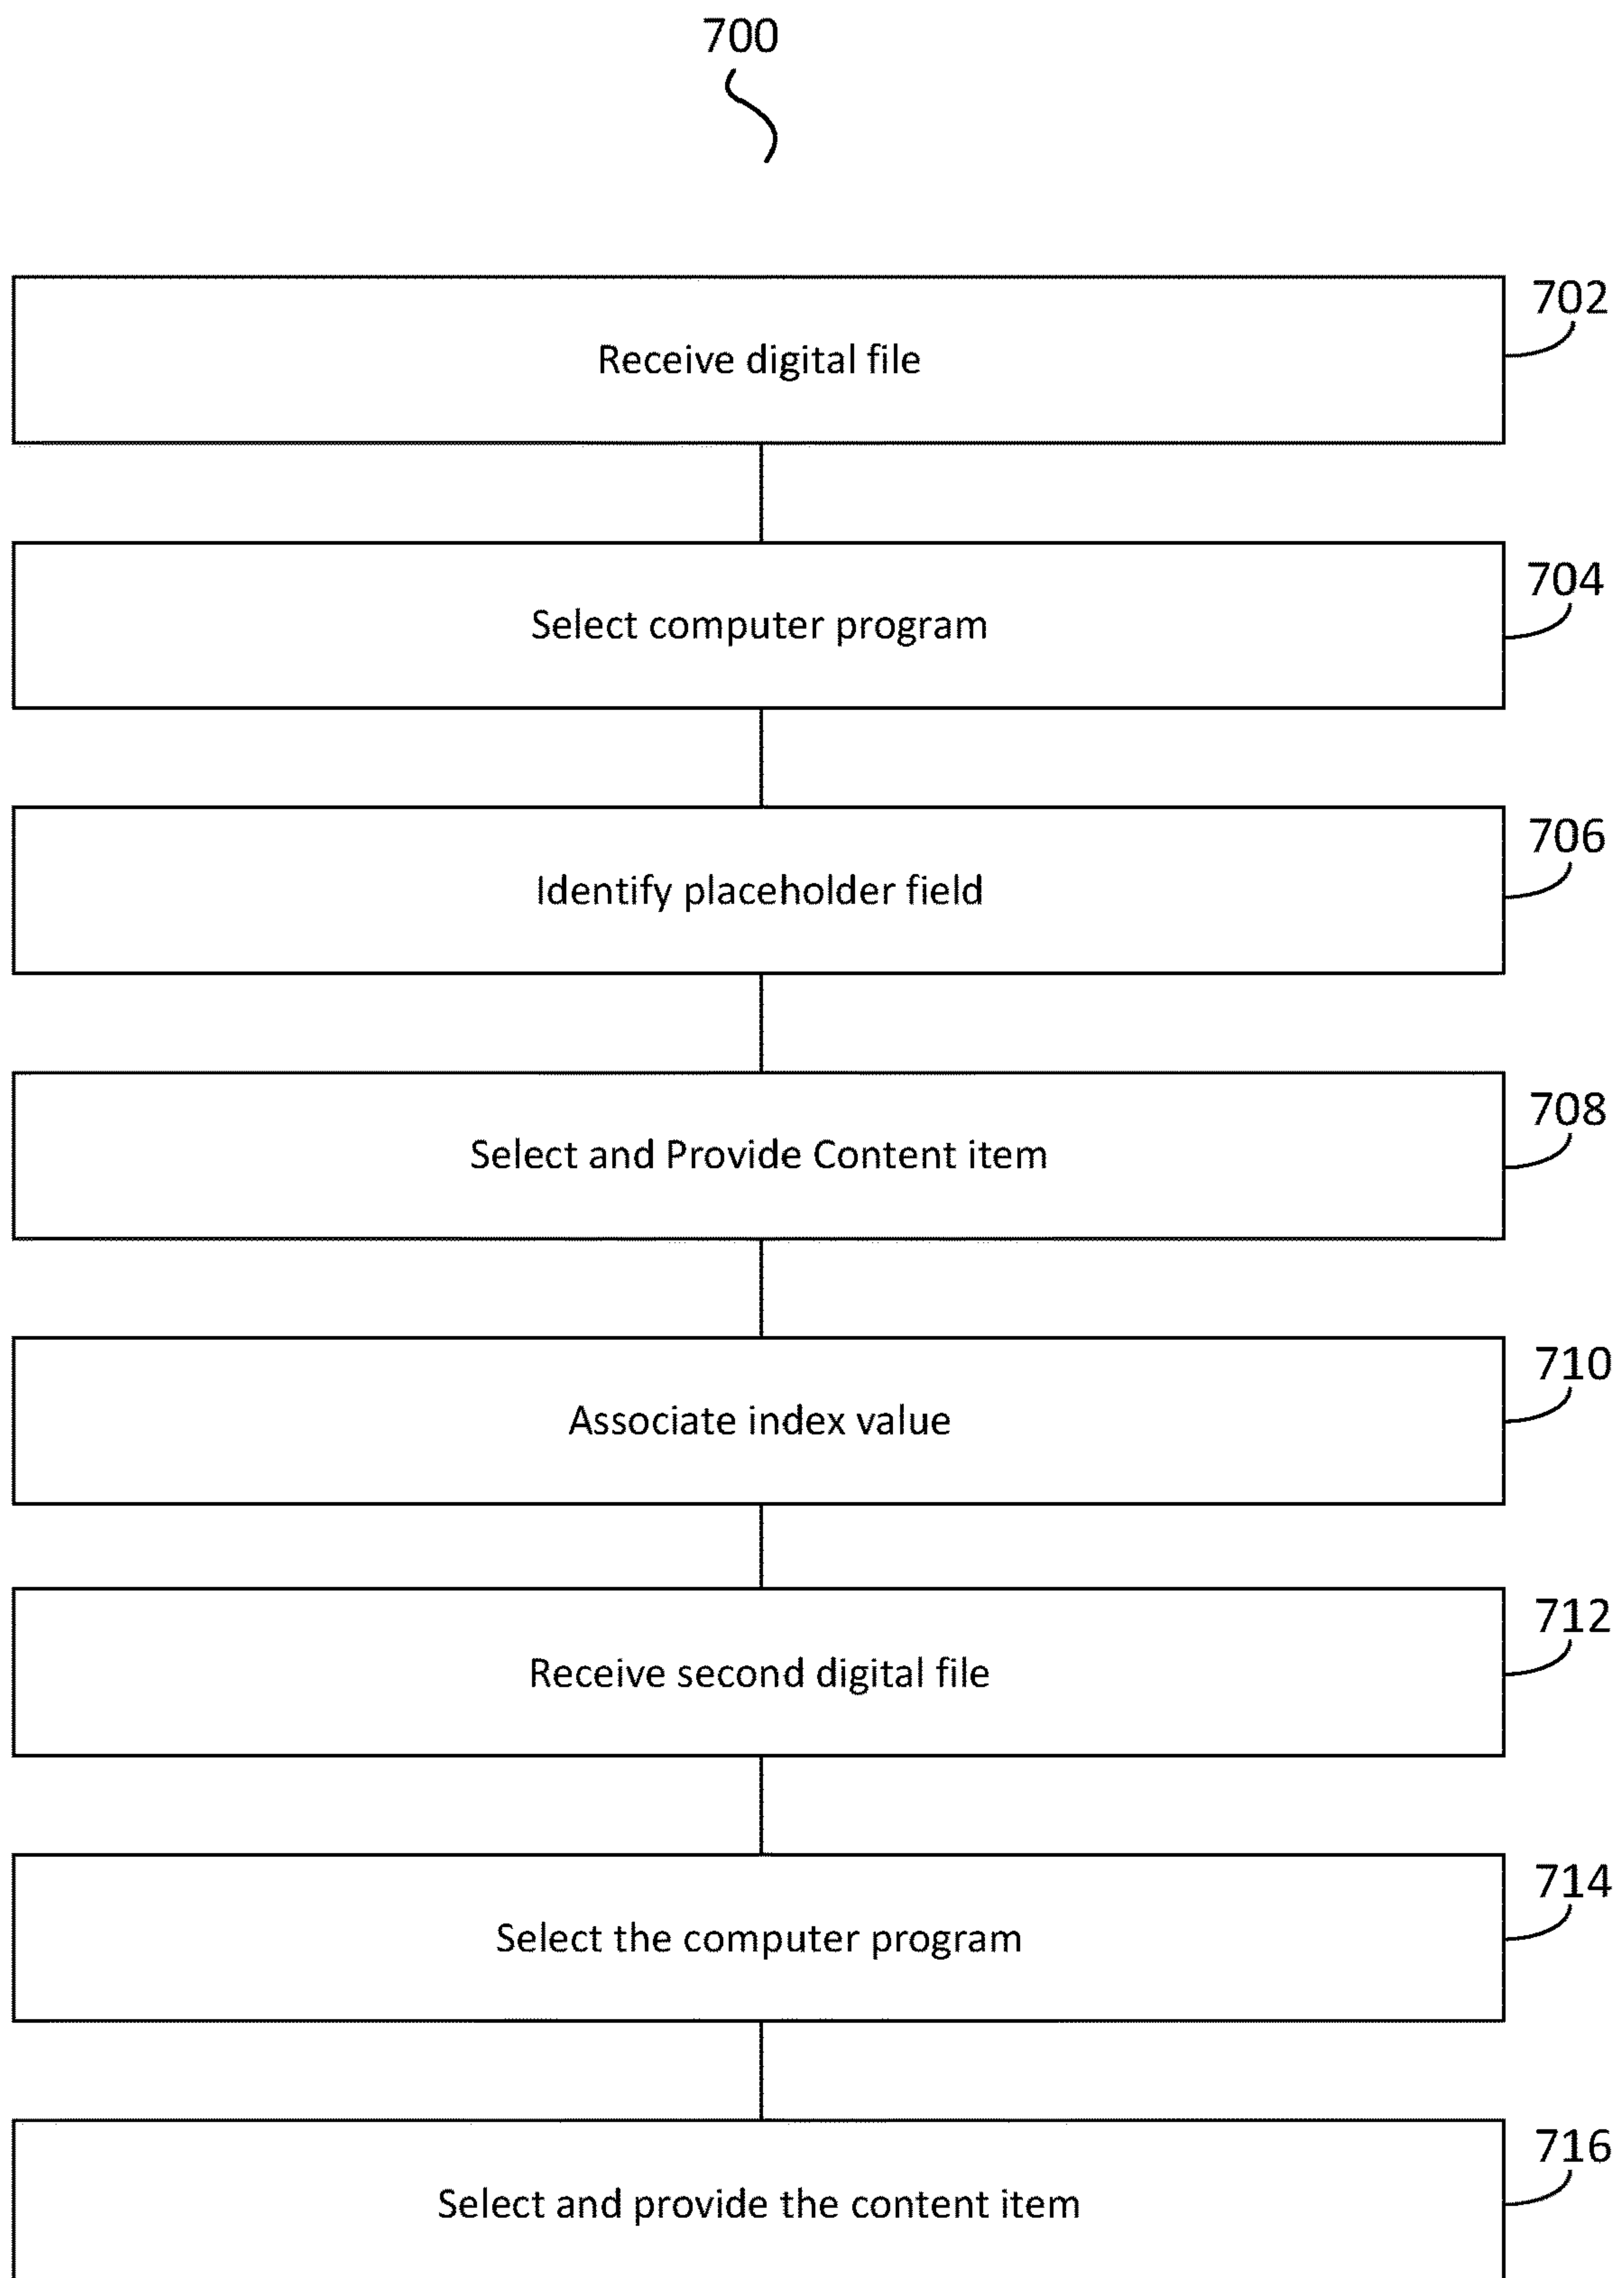 700
702
Receive digital file
704
Select computer program
706
Identify placeholder field
708
Select and Provide Content item
710
Associate index value
712
Receive second digital file
714
Select the computer program
716
Select and provide the content item